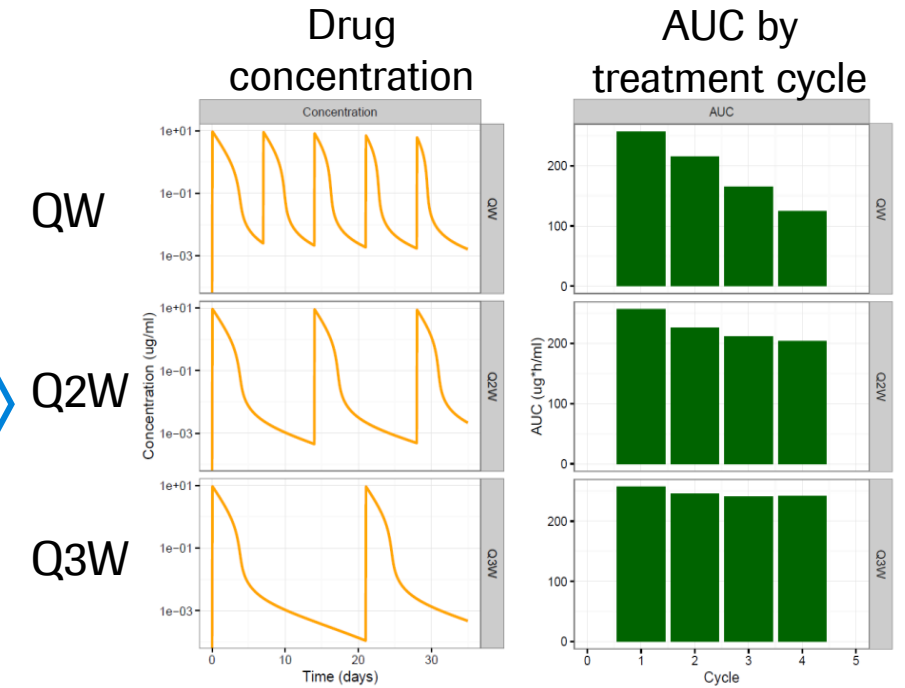 Drug
concentration
AUC by
treatment cycle
Concentration
AUC
QW
1e+01
1e−01
1e−03
QW
200
100
0
QW
Q2W
Concentration (ug/ml)
1e+01
1e−01
1e−03
Q2W
AUC (ug*h/ml)
200
100
0
Q2W
Q3W
1e+01
1e−01
1e−03
Q3W
200
100
0
Q3W
0 10 20 30
Time (days)
0 1 2 3 4 5
Cycle